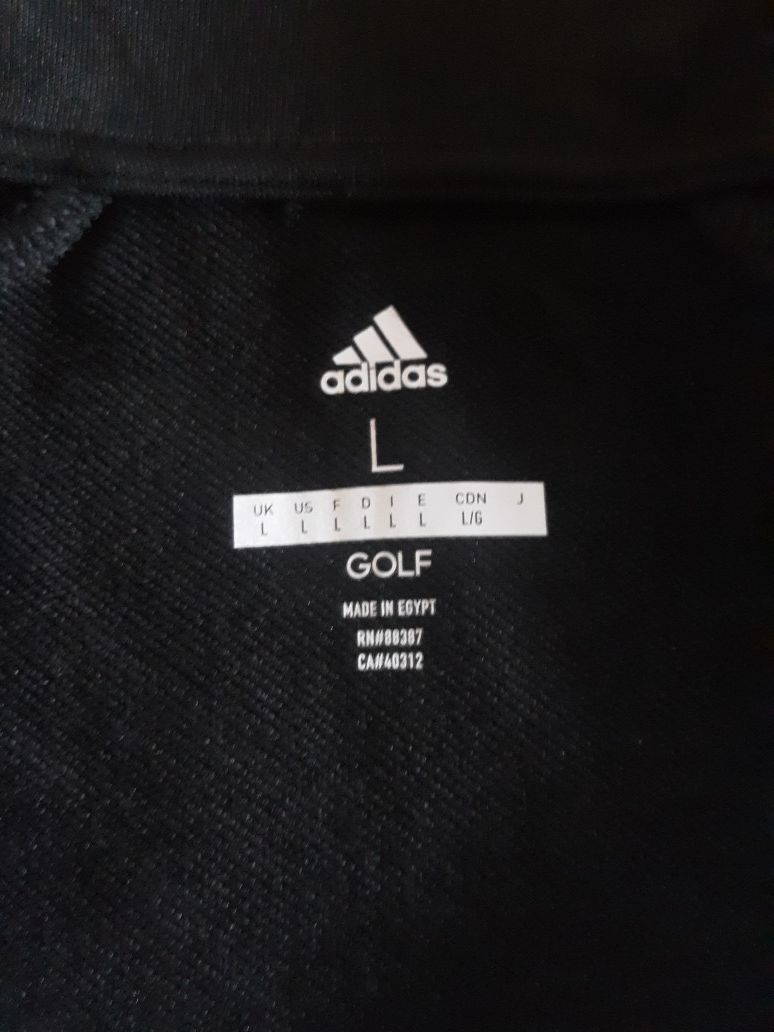 adidas
L
UK US F D I E CDN J
L L L L L L L/G
GOLF
MADE IN EGYPT
RN#88387
CA#40312